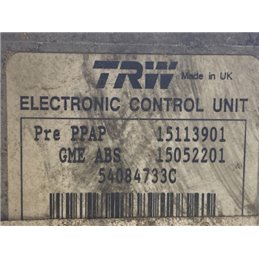 TRW Made in UK
ELECTRONIC CONTROL UNIT
Pre PPAP 15113901
GME ABS 15052201
54084733C